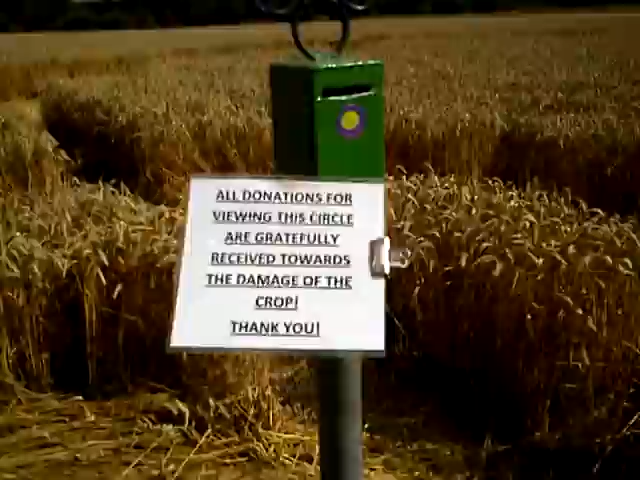 ALL DONATIONS FOR
VIEWING THIS CIRCLE
ARE GRATEFULLY
RECEIVED TOWARDS
THE DAMAGE OF THE
CROP!
THANK YOU!